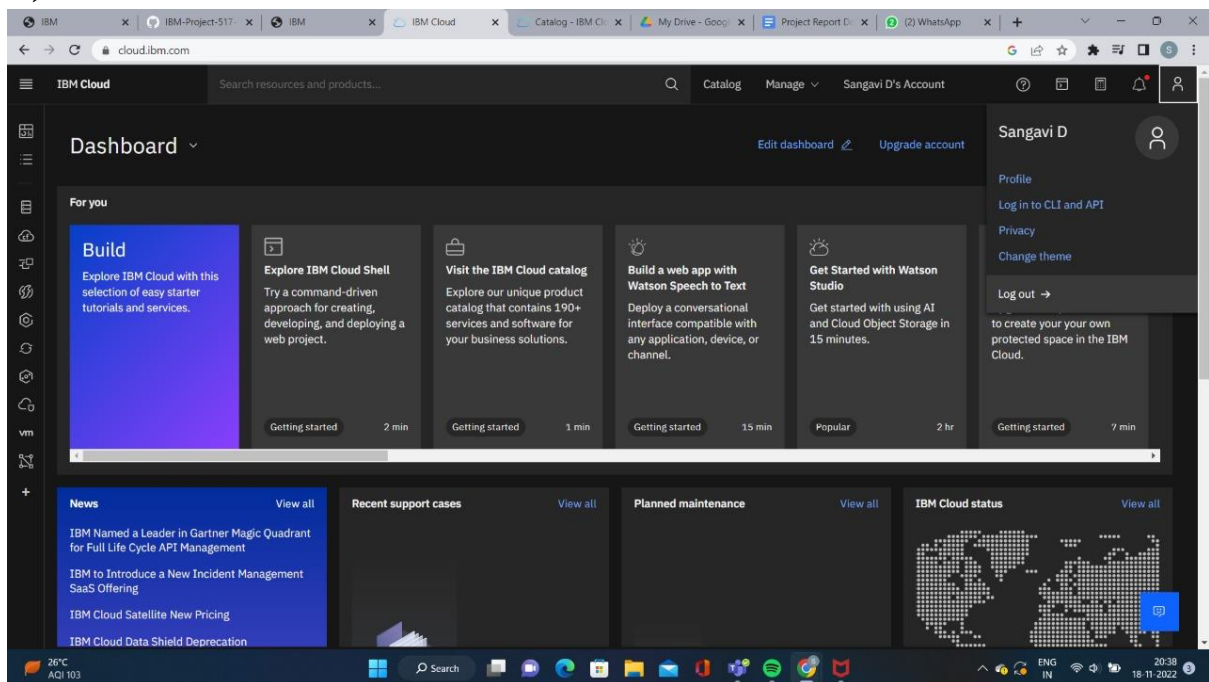 IBM
IBM-Project-517-
IBM
IBM Cloud
Catalog - IBM Clo
My Drive - Googl
Project Report Do
(2) WhatsApp
cloud.ibm.com
IBM Cloud
Search resources and products...
Catalog
Manage
Sangavi D's Account
Dashboard
Edit dashboard
Upgrade account
Sangavi D
Profile
Log in to CLI and API
Privacy
Change theme
Log out →
For you
Build
Explore IBM Cloud with this
selection of easy starter
tutorials and services.
Explore IBM Cloud Shell
Try a command-driven
approach for creating,
developing, and deploying a
web project.
Getting started 2 min
Visit the IBM Cloud catalog
Explore our unique product
catalog that contains 190+
services and software for
your business solutions.
Getting started 1 min
Build a web app with
Watson Speech to Text
Deploy a conversational
interface compatible with
any application, device, or
channel.
Getting started 15 min
Get Started with Watson
Studio
Get started with using AI
and Cloud Object Storage in
15 minutes.
Popular 2 hr
to create your your own
protected space in the IBM
Cloud.
Getting started 7 min
vm
News View all
IBM Named a Leader in Gartner Magic Quadrant
for Full Life Cycle API Management
IBM to Introduce a New Incident Management
SaaS Offering
IBM Cloud Satellite New Pricing
IBM Cloud Data Shield Deprecation
Recent support cases View all
Planned maintenance View all
IBM Cloud status View all
26°C
AQI 103
Search
ENG
IN
20:38
18-11-2022